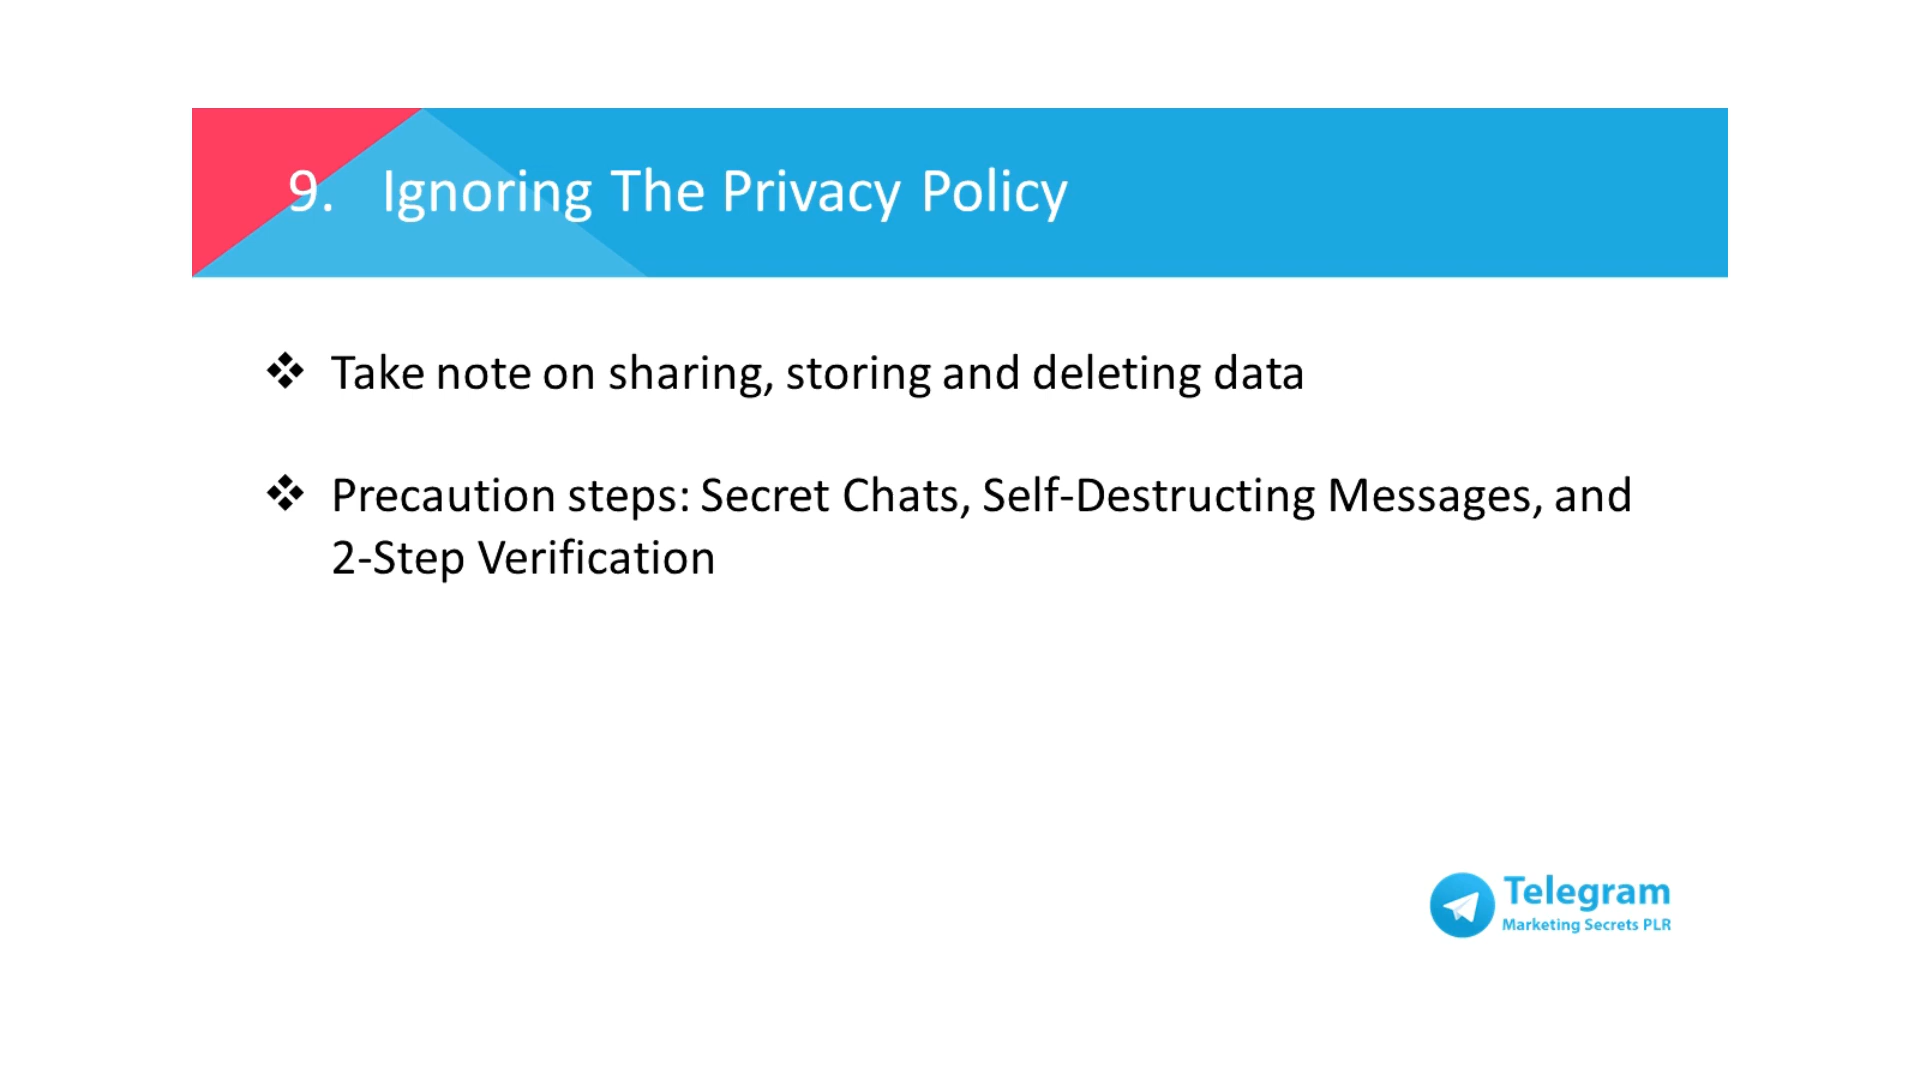 9. Ignoring The Privacy Policy
❖ Take note on sharing, storing and deleting data
❖ Precaution steps: Secret Chats, Self-Destructing Messages, and
2-Step Verification
Telegram
Marketing Secrets PLR